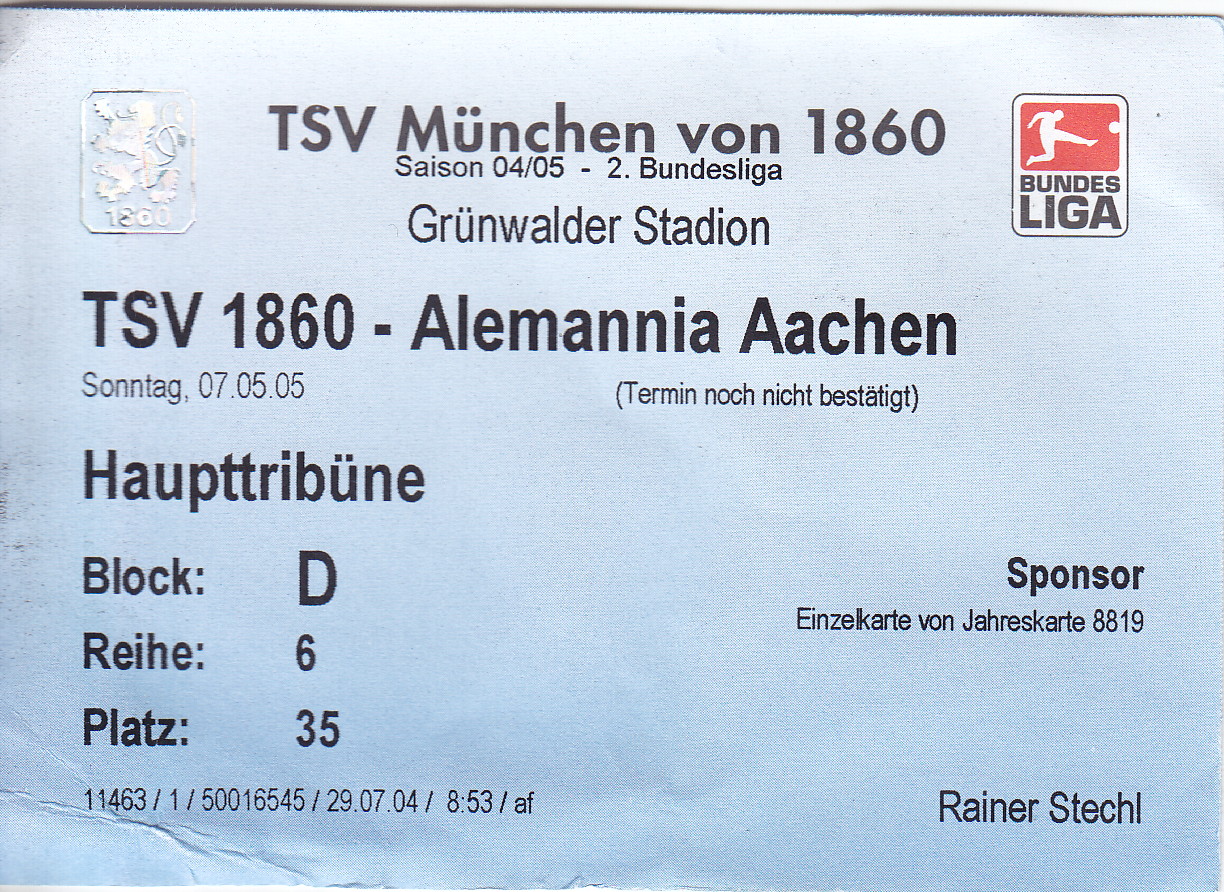 TSV München von 1860
Saison 04/05 - 2. Bundesliga
Grünwalder Stadion
1860
BUNDES
LIGA
TSV 1860 - Alemannia Aachen
Sonntag, 07.05.05
(Termin noch nicht bestätigt)
Haupttribüne
Block: D
Reihe: 6
Platz: 35
Sponsor
Einzelkarte von Jahreskarte 8819
11463 / 1 / 50016545 / 29.07.04 / 8:53 / af
Rainer Stechl